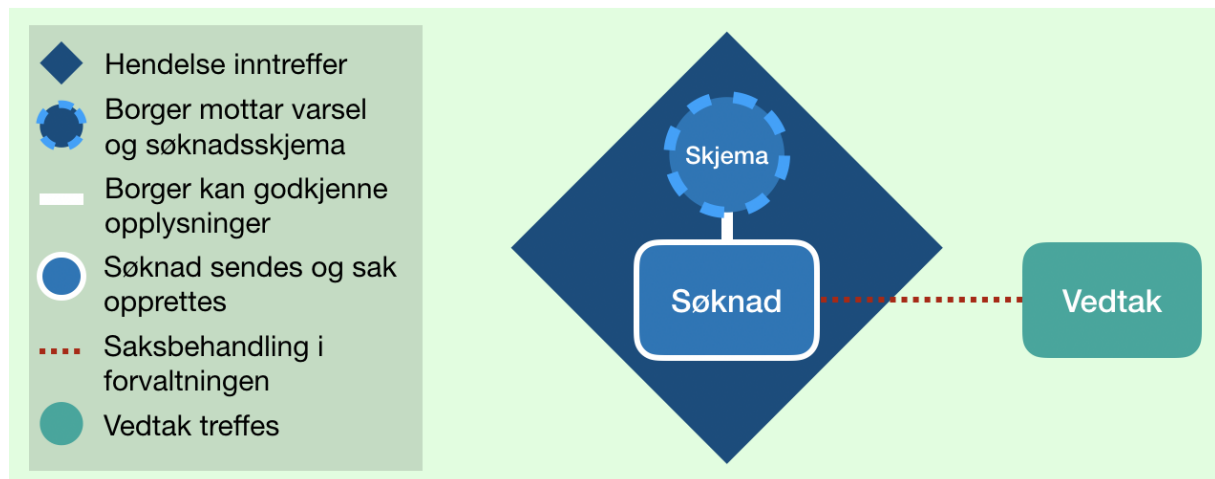 Hendelse inntreffer
Borger mottar varsel
og søknadsskjema
Borger kan godkjenne
opplysninger
Søknad sendes og sak
opprettes
Saksbehandling i
forvaltningen
Vedtak treffes
Skjema
Søknad
Vedtak